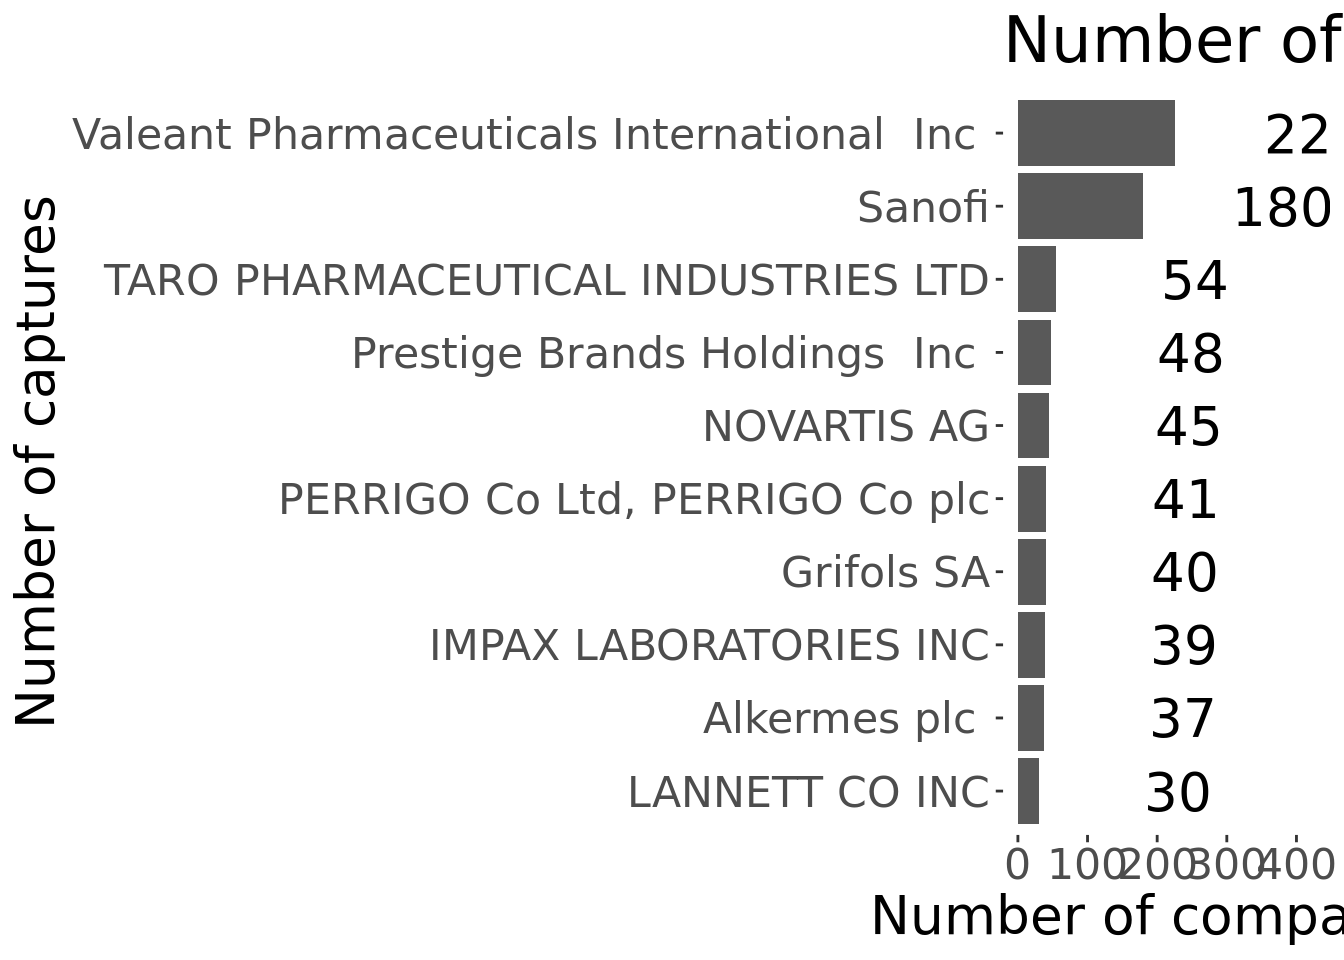 Number of
Valeant Pharmaceuticals International  Inc
22
Sanofi
180
TARO PHARMACEUTICAL INDUSTRIES LTD
54
Prestige Brands Holdings  Inc
48
NOVARTIS AG
45
PERRIGO Co Ltd, PERRIGO Co plc
41
Grifols SA
40
IMPAX LABORATORIES INC
39
Alkermes plc
37
LANNETT CO INC
30
Number of captures
0 100 200 300 400
Number of compa